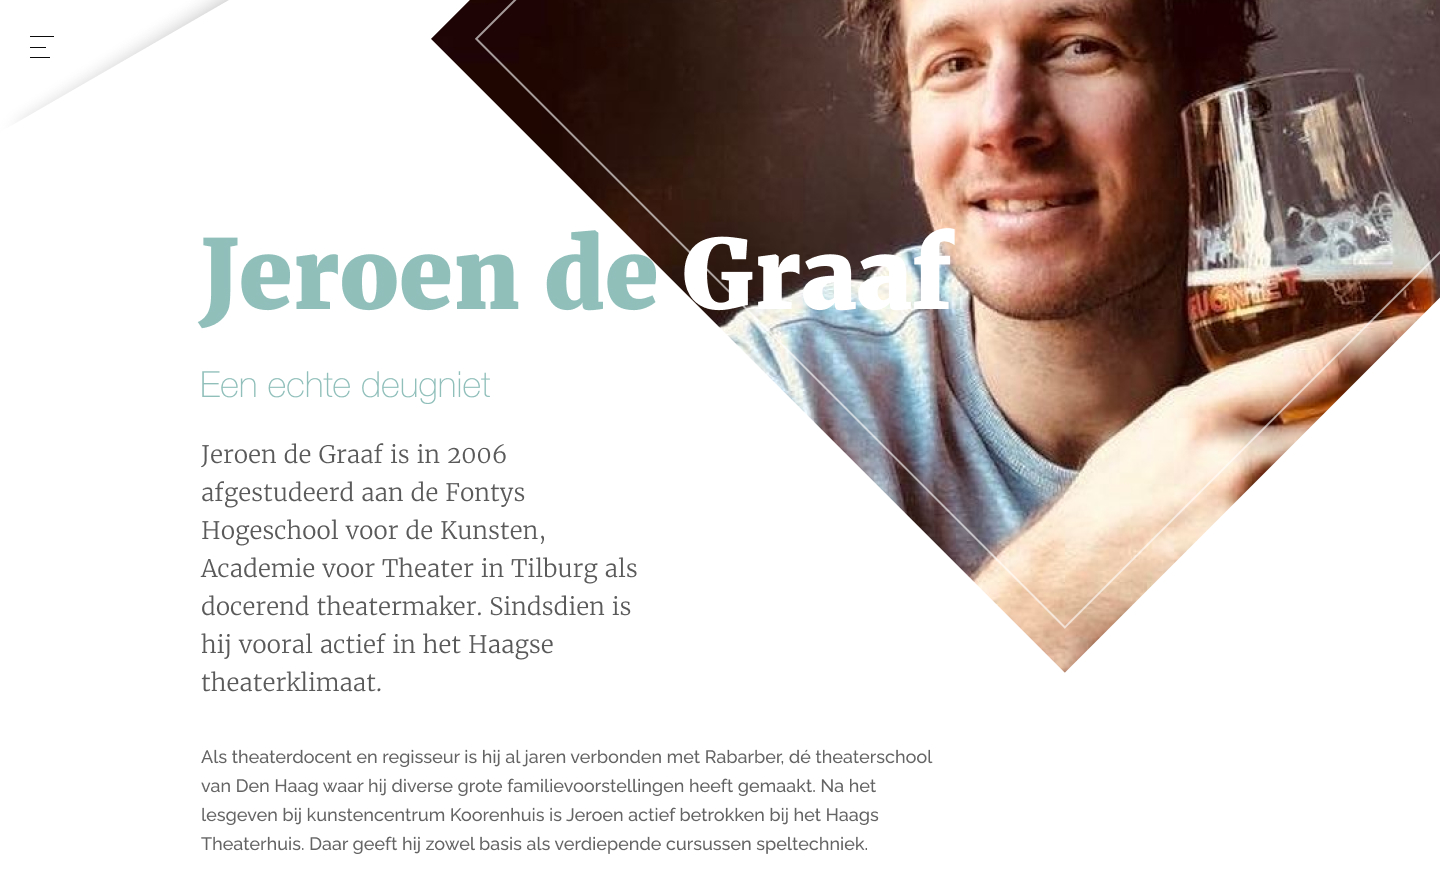 Jeroen de Graaf
UGNIET
Een echte deugniet
Jeroen de Graaf is in 2006
afgestudeerd aan de Fontys
Hogeschool voor de Kunsten,
Academie voor Theater in Tilburg als
docerend theatermaker. Sindsdien is
hij vooral actief in het Haagse
theaterklimaat.
Als theaterdocent en regisseur is hij al jaren verbonden met Rabarber, dé theaterschool
van Den Haag waar hij diverse grote familievoorstellingen heeft gemaakt. Na het
lesgeven bij kunstencentrum Koorenhuis is Jeroen actief betrokken bij het Haags
Theaterhuis. Daar geeft hij zowel basis als verdiepende cursussen speltechniek.